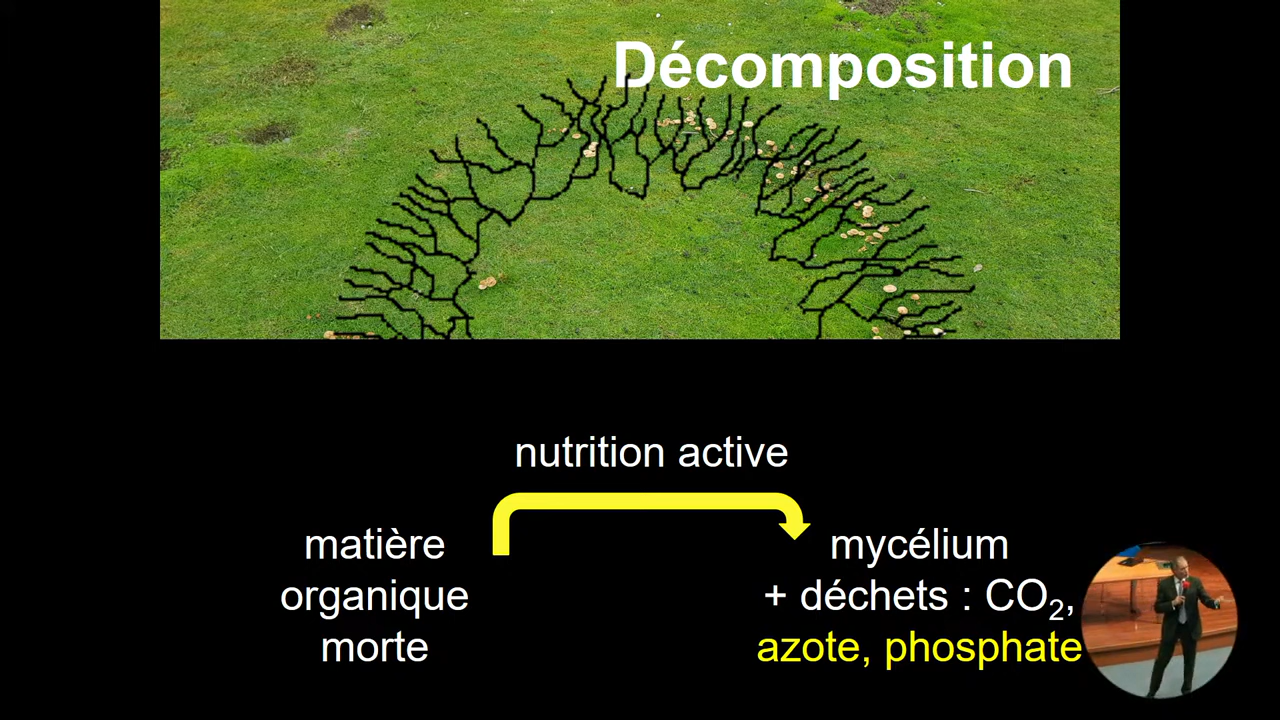 Décomposition
nutrition active
matière
organique
morte
mycélium
+ déchets : CO₂,
azote, phosphate